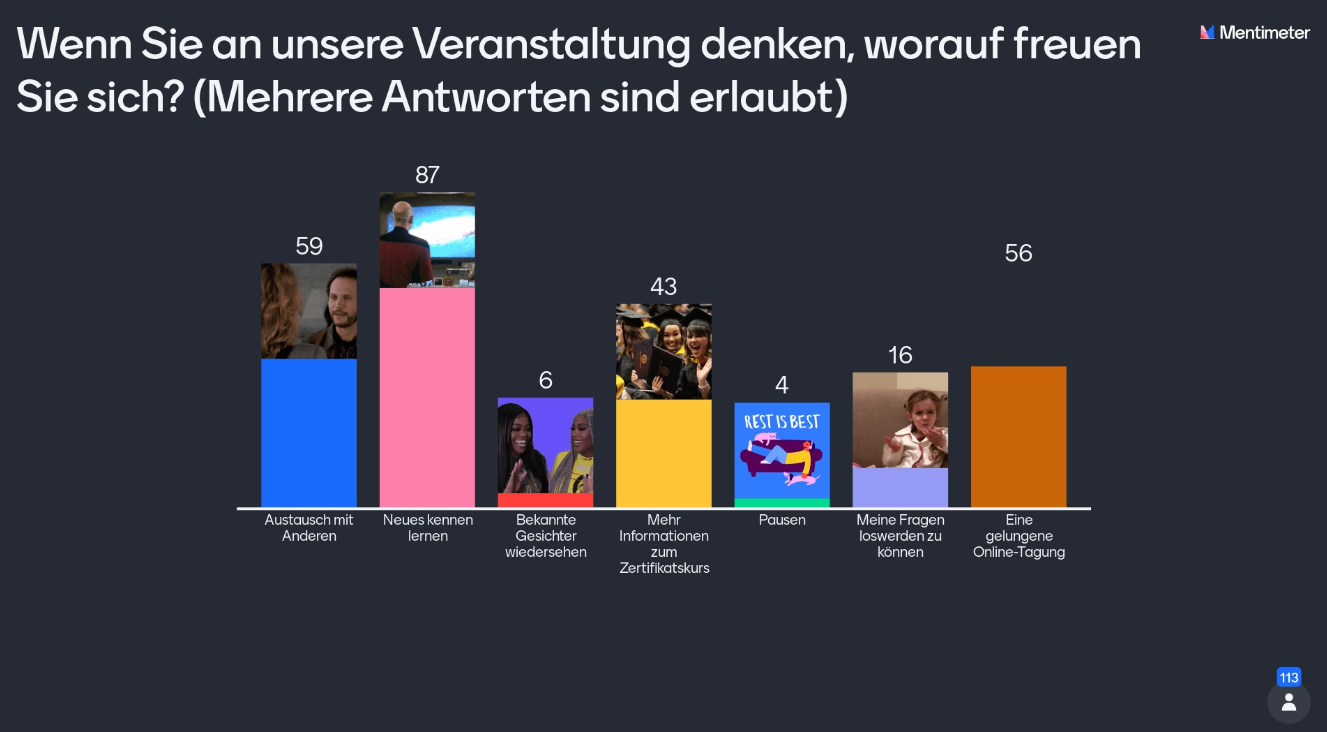 Wenn Sie an unsere Veranstaltung denken, worauf freuen
Sie sich? (Mehrere Antworten sind erlaubt)
Mentimeter
59
87
6
43
4
16
56
REST IS BEST
Austausch mit
Anderen
Neues kennen
lernen
Bekannte
Gesichter
wiedersehen
Mehr
Informationen
zum
Zertifikatskurs
Pausen
Meine Fragen
loswerden zu
können
Eine
gelungene
Online-Tagung
113